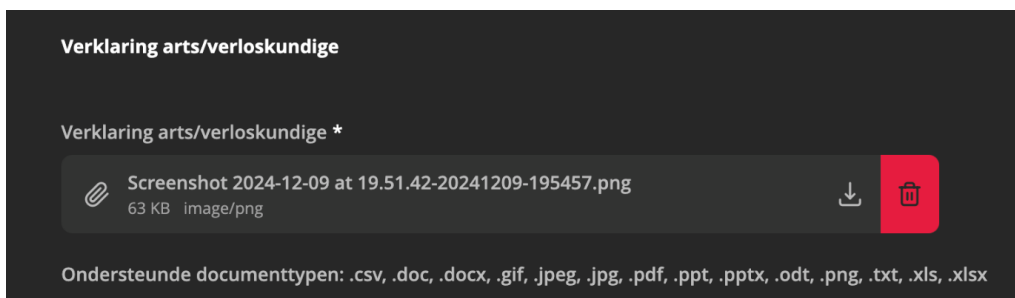 Verklaring arts/verloskundige
Verklaring arts/verloskundige *
Screenshot 2024-12-09 at 19.51.42-20241209-195457.png
63 KB image/png
Ondersteunde documenttypen: .csv, .doc, .docx, .gif, .jpeg, .jpg, .pdf, .ppt, .pptx, .odt, .png, .txt, .xls, .xlsx